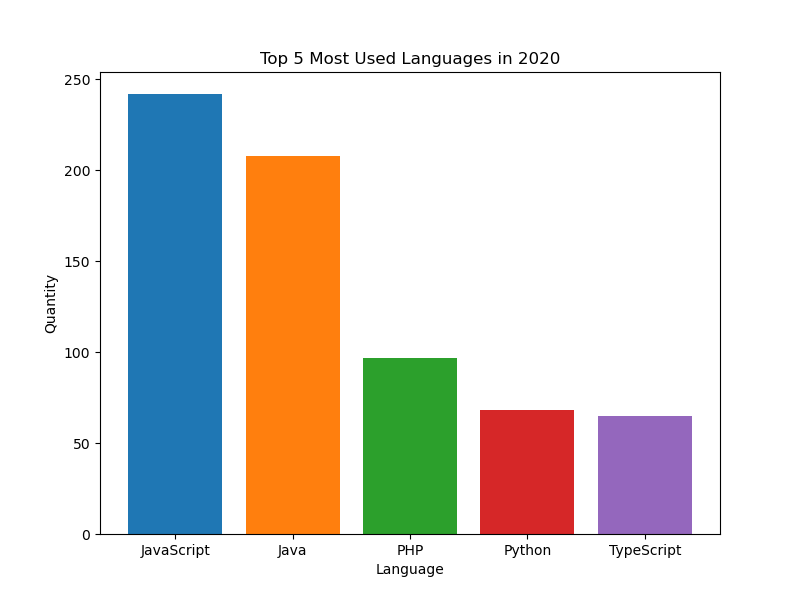 Top 5 Most Used Languages in 2020
250
200
150
100
50
0
Quantity
JavaScript Java PHP Python TypeScript
Language